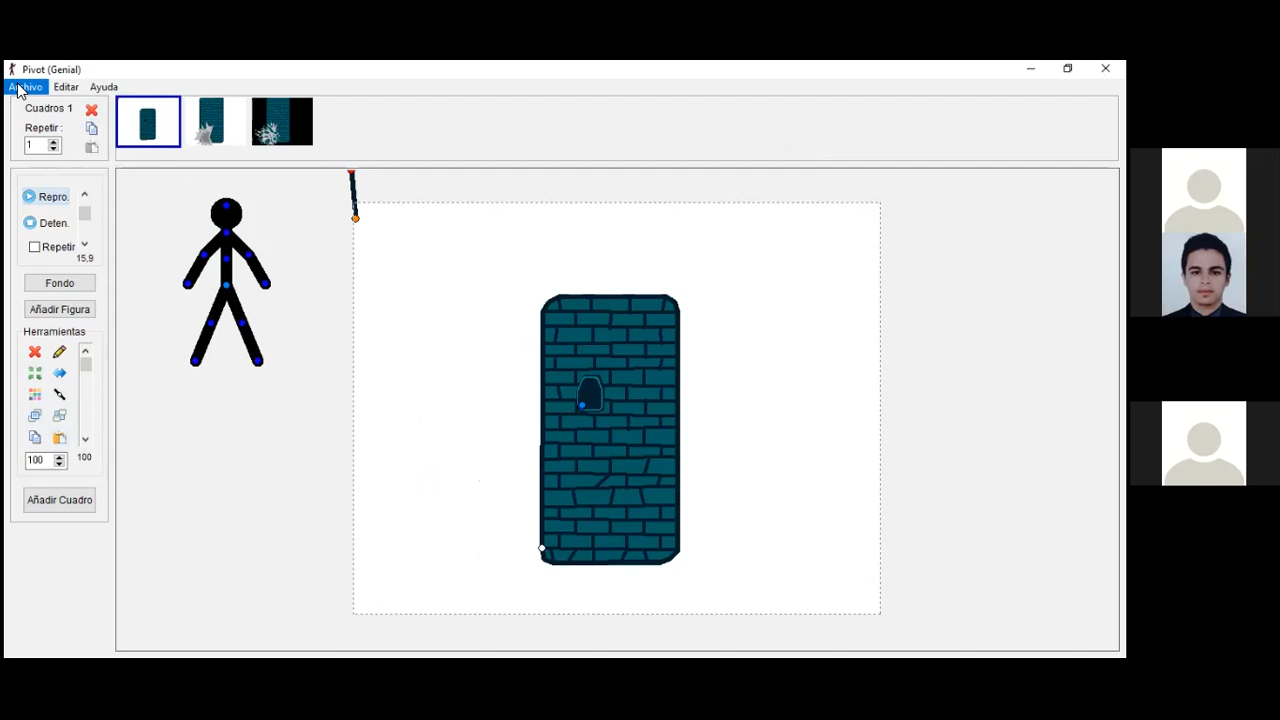 Pivot (Genial)
Archivo Editar Ayuda
Cuadros 1
Repetir :
1
Repro.
Deten.
Repetir
15,9
Fondo
Añadir Figura
Herramientas
100
100
Añadir Cuadro